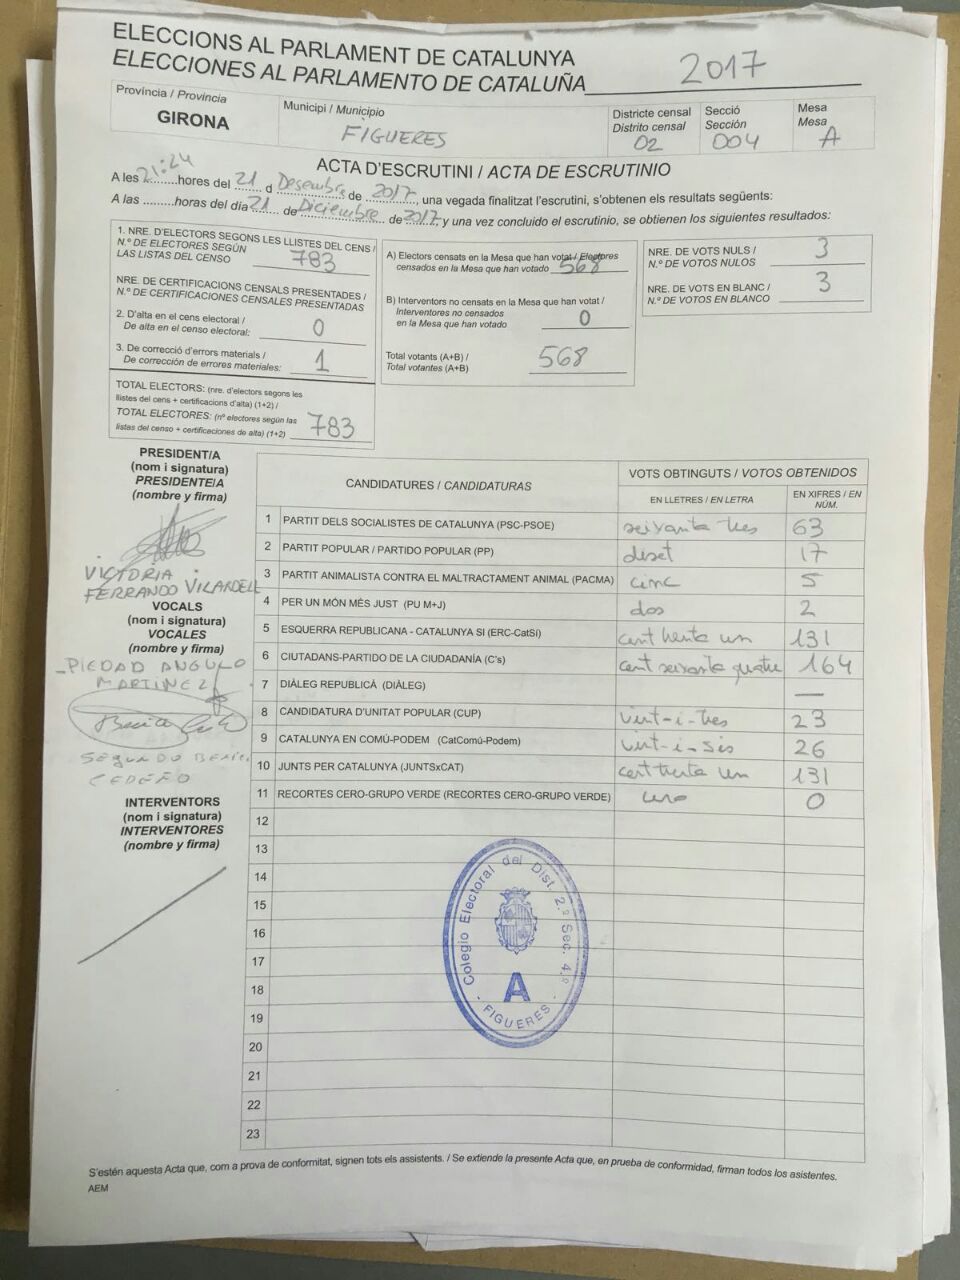 ELECCIONS AL PARLAMENT DE CATALUNYA
ELECCIONES AL PARLAMENTO DE CATALUÑA 2017
Província / Provincia
GIRONA
Municipi / Municipio
FIGUERES
Districte censal
Distrito censal
02
Secció
Sección
004
Mesa
Mesa
A
ACTA D'ESCRUTINI / ACTA DE ESCRUTINIO
A les 21:24 hores del 21 d Desembre de 2017, una vegada finalitzat l'escrutini, s'obtenen els resultats següents:
A las .........horas del día 21 de Diciembre de 2017, y una vez concluido el escrutinio, se obtienen los siguientes resultados:
1. NRE. D'ELECTORS SEGONS LES LLISTES DEL CENS /
N.º DE ELECTORES SEGÚN
LAS LISTAS DEL CENSO 783
NRE. DE CERTIFICACIONS CENSALS PRESENTADES /
N.º DE CERTIFICACIONES CENSALES PRESENTADAS
2. D'alta en el cens electoral /
De alta en el censo electoral: 0
3. De correcció d'errors materials /
De corrección de errores materiales: 1
TOTAL ELECTORS: (nre. d'electors segons les
llistes del cens + certificacions d'alta) (1+2) /
TOTAL ELECTORES: (nº electores según las
listas del censo + certificaciones de alta) (1+2) 783
A) Electors censats en la Mesa que han votat / Electores
censados en la Mesa que han votado 568
B) Interventors no censats en la Mesa que han votat /
Interventores no censados
en la Mesa que han votado 0
Total votants (A+B) /
Total votantes (A+B) 568
NRE. DE VOTS NULS /
N.º DE VOTOS NULOS 3
NRE. DE VOTS EN BLANC /
N.º DE VOTOS EN BLANCO 3
PRESIDENT/A
(nom i signatura)
PRESIDENTE/A
(nombre y firma)
VICTORIA
FERRANDO VILARDELL
VOCALS
(nom i signatura)
VOCALES
(nombre y firma)
PIEDAD ANGULO
MARTINEZ
SEGUNDO
CEDEÑO
INTERVENTORS
(nom i signatura)
INTERVENTORES
(nombre y firma)
CANDIDATURES / CANDIDATURAS
VOTS OBTINGUTS / VOTOS OBTENIDOS
EN LLETRES / EN LETRA
EN XIFRES / EN
NÚM.
1 PARTIT DELS SOCIALISTES DE CATALUNYA (PSC-PSOE) seixanta tres 63
2 PARTIT POPULAR / PARTIDO POPULAR (PP) diset 17
3 PARTIT ANIMALISTA CONTRA EL MALTRACTAMENT ANIMAL (PACMA) cinc 5
4 PER UN MÓN MÉS JUST (PU M+J) dos 2
5 ESQUERRA REPUBLICANA - CATALUNYA SI (ERC-CatSí) cent trenta un 131
6 CIUTADANS-PARTIDO DE LA CIUDADANÍA (C's) cent seixanta quatre 164
7 DIÀLEG REPUBLICÀ (DIÀLEG) —
8 CANDIDATURA D'UNITAT POPULAR (CUP) vint-i-tres 23
9 CATALUNYA EN COMÚ-PODEM (CatComú-Podem) vint-i-sis 26
10 JUNTS PER CATALUNYA (JUNTSxCAT) cent trenta un 131
11 RECORTES CERO-GRUPO VERDE (RECORTES CERO-GRUPO VERDE) cero 0
12
13
14
15
16
17
18
19
20
21
22
23
Colegio Electoral del Dist. 2.º Sec. 4.º
A
- FIGUERES -
S'estén aquesta Acta que, com a prova de conformitat, signen tots els assistents. / Se extiende la presente Acta que, en prueba de conformidad, firman todos los asistentes.
AEM